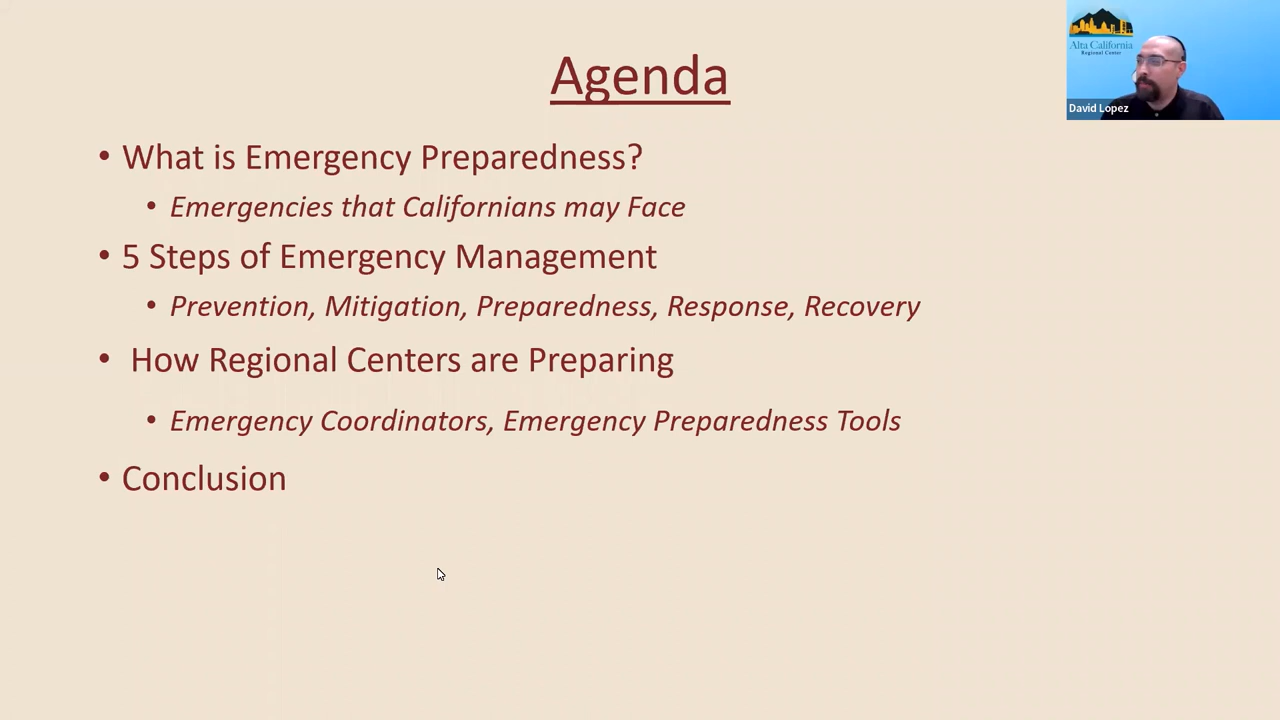 Agenda
• What is Emergency Preparedness?
• Emergencies that Californians may Face
• 5 Steps of Emergency Management
• Prevention, Mitigation, Preparedness, Response, Recovery
• How Regional Centers are Preparing
• Emergency Coordinators, Emergency Preparedness Tools
• Conclusion
Alta California
Regional Center
David Lopez